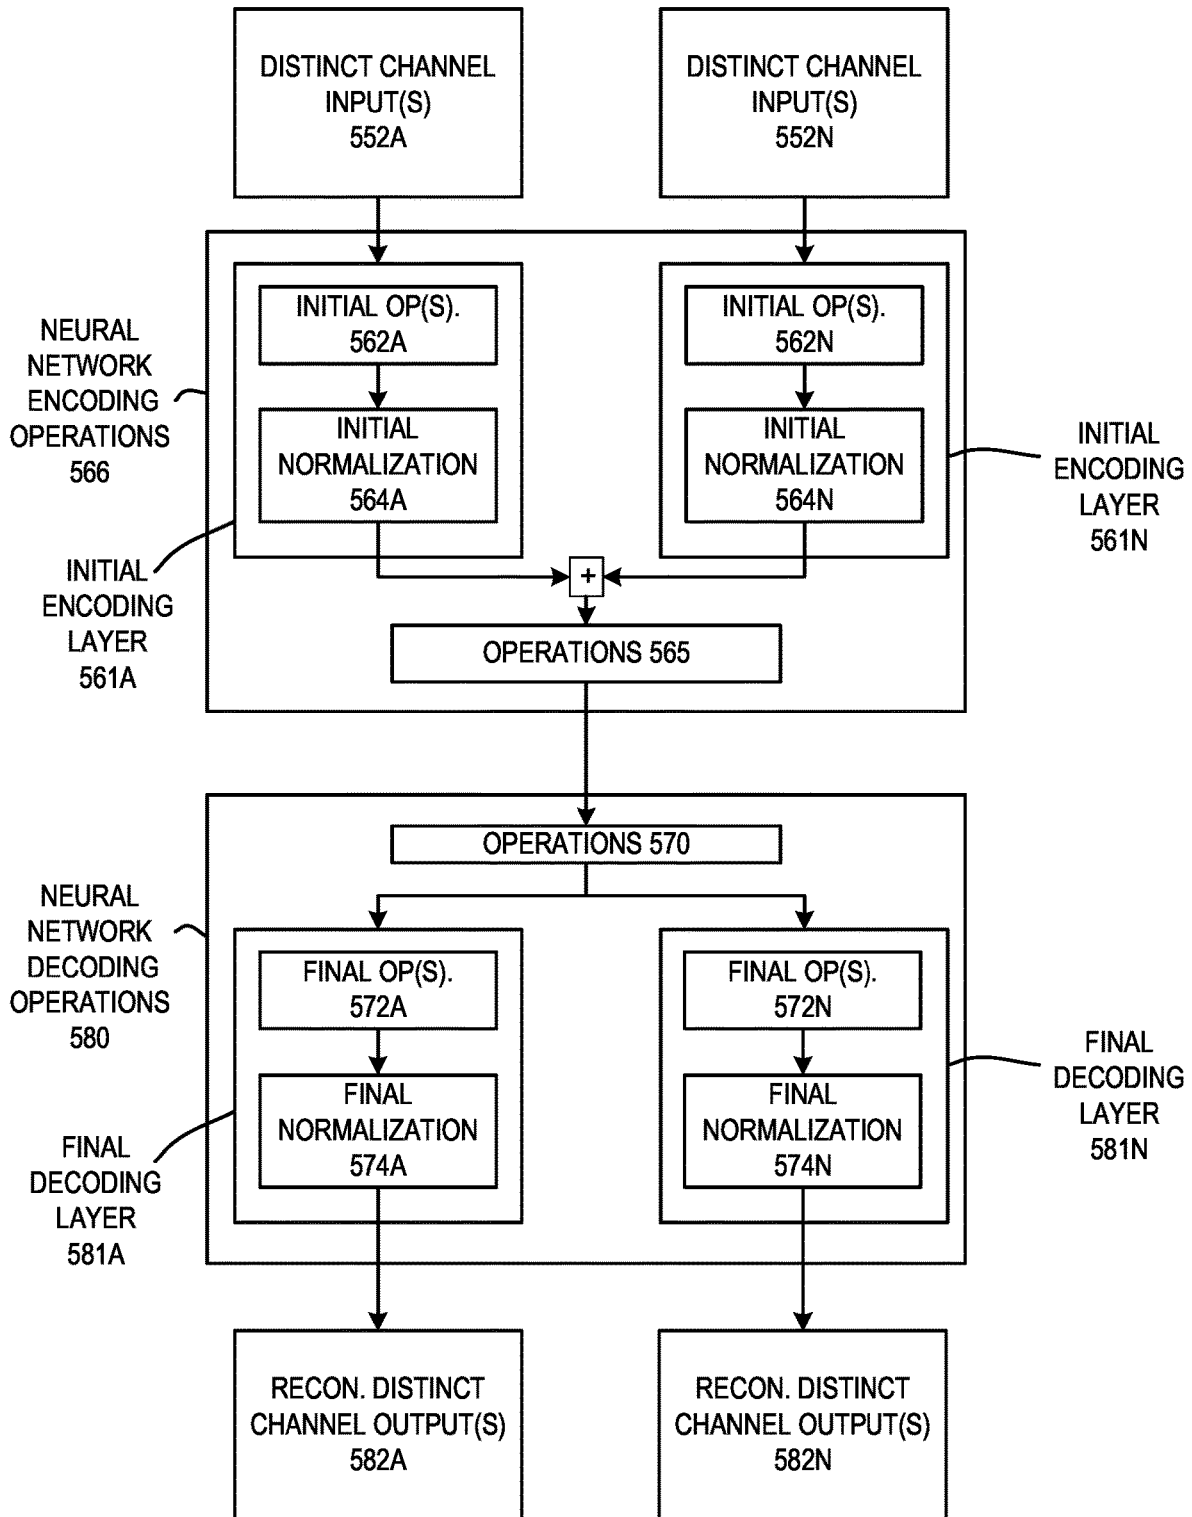 DISTINCT CHANNEL
INPUT(S)
552A
DISTINCT CHANNEL
INPUT(S)
552N
NEURAL
NETWORK
ENCODING
OPERATIONS
566
INITIAL OP(S).
562A
INITIAL
NORMALIZATION
564A
INITIAL OP(S).
562N
INITIAL
NORMALIZATION
564N
INITIAL
ENCODING
LAYER
561N
INITIAL
ENCODING
LAYER
561A
+
OPERATIONS 565
OPERATIONS 570
NEURAL
NETWORK
DECODING
OPERATIONS
580
FINAL OP(S).
572A
FINAL
NORMALIZATION
574A
FINAL OP(S).
572N
FINAL
NORMALIZATION
574N
FINAL
DECODING
LAYER
581N
FINAL
DECODING
LAYER
581A
RECON. DISTINCT
CHANNEL OUTPUT(S)
582A
RECON. DISTINCT
CHANNEL OUTPUT(S)
582N